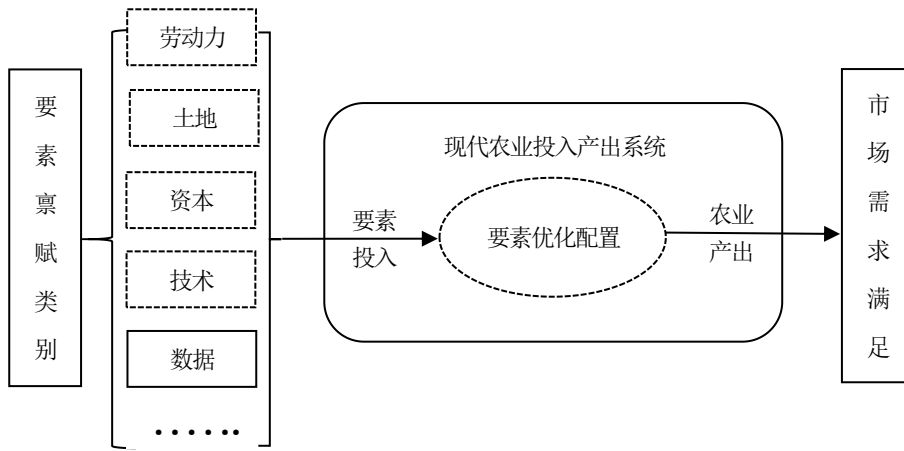 要素禀赋类别
劳动力
土地
资本
技术
数据
……
现代农业投入产出系统
要素
投入
要素优化配置
农业
产出
市场需求满足